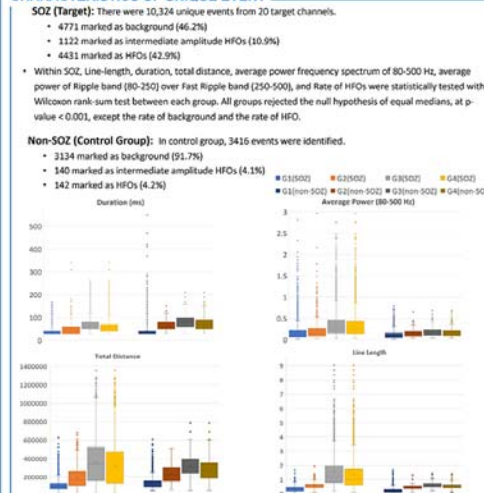 SOZ (Target): There were 10,324 unique events from 20 target channels.
• 4771 marked as background (46.2%)
• 1122 marked as intermediate amplitude HFOs (10.9%)
• 4431 marked as HFOs (42.9%)
• Within SOZ, Line-length, duration, total distance, average power frequency spectrum of 80-500 Hz, average
power of Ripple band (80-250) over Fast Ripple band (250-500), and Rate of HFOs were statistically tested with
Wilcoxon rank-sum test between each group. All groups rejected the null hypothesis of equal medians, at p-
value < 0.001, except the rate of background and the rate of HFO.
Non-SOZ (Control Group): In control group, 3416 events were identified.
• 3134 marked as background (91.7%)
• 140 marked as intermediate amplitude HFOs (4.1%)
• 142 marked as HFOs (4.2%)
G1(SOZ) G2(SOZ) G3(SOZ) G4(SOZ)
G1(non-SOZ) G2(non-SOZ) G3(non-SOZ) G4(non-SOZ)
Duration (ms)
500
400
300
200
100
0
Average Power (80-500 Hz)
3
2.5
2
1.5
1
0.5
0
Total Distance
1400000
1200000
1000000
800000
600000
400000
200000
Line Length
9
8
7
6
5
4
3
2
1
0